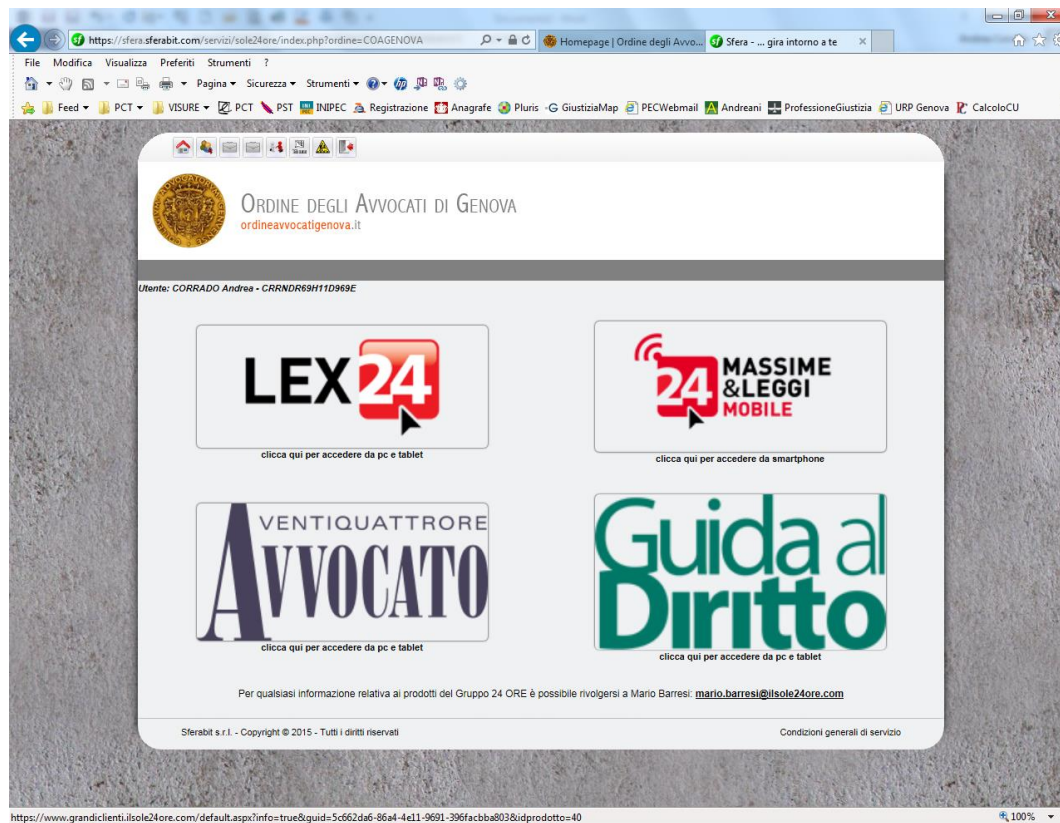 https://sfera.sferabit.com/servizi/sole24ore/index.php?ordine=COAGENOVA
Homepage | Ordine degli Avvo...
Sfera - ... gira intorno a te
File Modifica Visualizza Preferiti Strumenti ?
Pagina Sicurezza Strumenti
Feed PCT VISURE PCT PST INIPEC Registrazione Anagrafe Pluris GiustiziaMap PECWebmail Andreani ProfessioneGiustizia URP Genova CalcoloCU
ORDINE DEGLI AVVOCATI DI GENOVA
ordineavvocatigenova.it
Utente: CORRADO Andrea - CRRNDR69H11D969E
LEX 24
clicca qui per accedere da pc e tablet
24 MASSIME
&LEGGI
MOBILE
clicca qui per accedere da smartphone
VENTIQUATTRORE
AVVOCATO
clicca qui per accedere da pc e tablet
Guida al
Diritto
clicca qui per accedere da pc e tablet
Per qualsiasi informazione relativa ai prodotti del Gruppo 24 ORE è possibile rivolgersi a Mario Barresi: mario.barresi@ilsole24ore.com
Sferabit s.r.l. - Copyright © 2015 - Tutti i diritti riservati
Condizioni generali di servizio
https://www.grandiclienti.ilsole24ore.com/default.aspx?info=true&guid=5c662da6-86a4-4e11-9691-396facbba803&idprodotto=40
100%